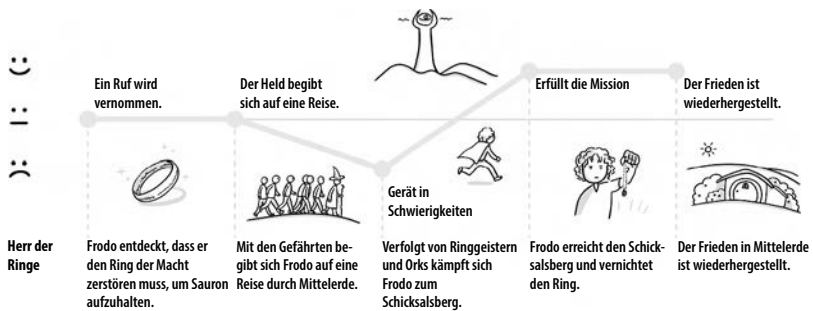 Ein Ruf wird
vernommen.
Der Held begibt
sich auf eine Reise.
Gerät in
Schwierigkeiten
Erfüllt die Mission
Der Frieden ist
wiederhergestellt.
Herr der
Ringe
Frodo entdeckt, dass er
den Ring der Macht
zerstören muss, um Sauron
aufzuhalten.
Mit den Gefährten be-
gibt sich Frodo auf eine
Reise durch Mittelerde.
Verfolgt von Ringgeistern
und Orks kämpft sich
Frodo zum
Schicksalsberg.
Frodo erreicht den Schick-
salsberg und vernichtet
den Ring.
Der Frieden in Mittelerde
ist wiederhergestellt.